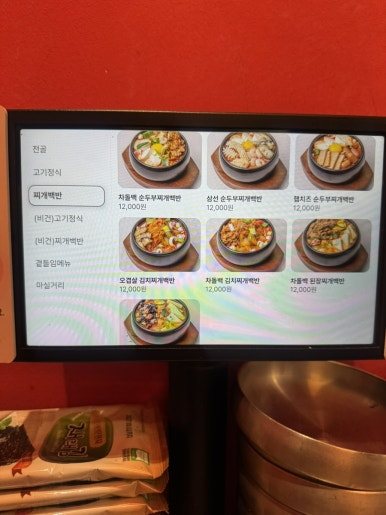 전골
고기정식
찌개백반
(비건)고기정식
(비건)찌개백반
곁들임메뉴
마실거리
차돌백 순두부찌개백반
12,000원
삼선 순두부찌개백반
12,000원
햄치즈 순두부찌개백반
12,000원
오겹살 김치찌개백반
12,000원
차돌백 김치찌개백반
12,000원
차돌백 된장찌개백반
12,000원